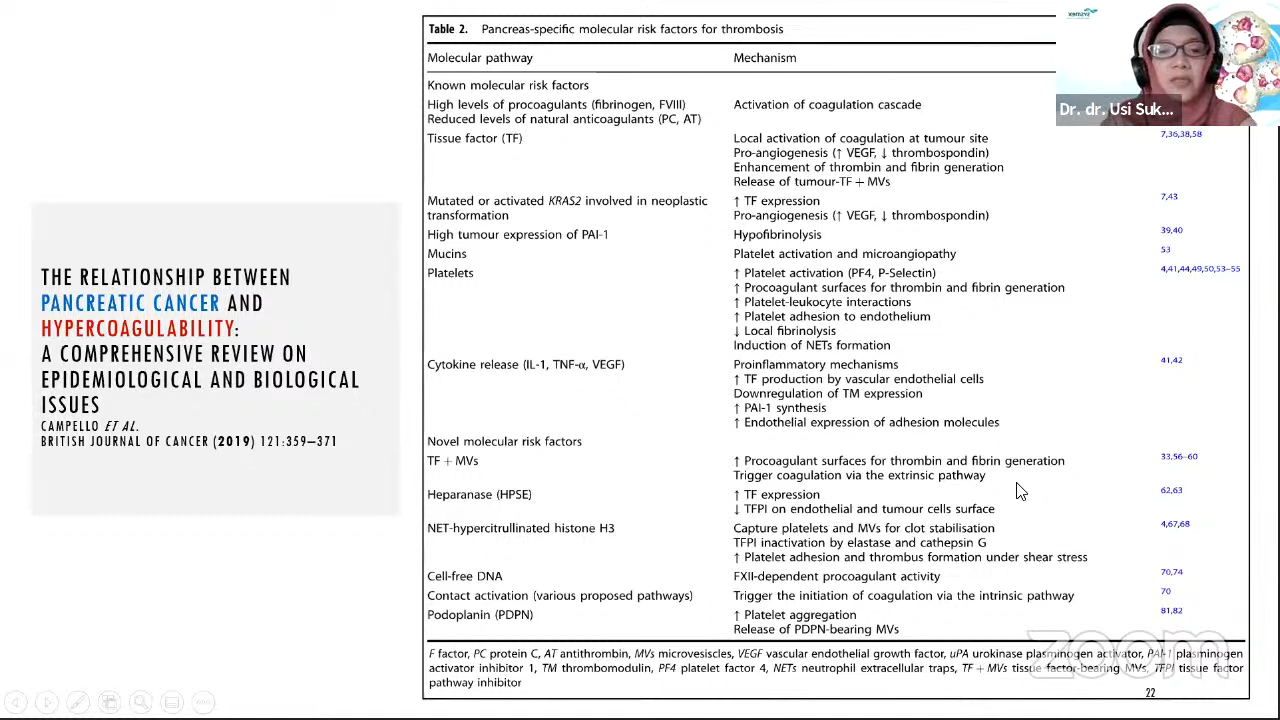 THE RELATIONSHIP BETWEEN
PANCREATIC CANCER AND
HYPERCOAGULABILITY:
A COMPREHENSIVE REVIEW ON
EPIDEMIOLOGICAL AND BIOLOGICAL
ISSUES
CAMPELLO ET AL.
BRITISH JOURNAL OF CANCER (2019) 121:359–371
Table 2. Pancreas-specific molecular risk factors for thrombosis
Molecular pathway Mechanism
Known molecular risk factors
High levels of procoagulants (fibrinogen, FVIII) Activation of coagulation cascade
Reduced levels of natural anticoagulants (PC, AT)
Tissue factor (TF) Local activation of coagulation at tumour site 7,36,38,58
Pro-angiogenesis (↑ VEGF, ↓ thrombospondin)
Enhancement of thrombin and fibrin generation
Release of tumour-TF + MVs
Mutated or activated KRAS2 involved in neoplastic ↑ TF expression 7,43
transformation Pro-angiogenesis (↑ VEGF, ↓ thrombospondin)
High tumour expression of PAI-1 Hypofibrinolysis 39,40
Mucins Platelet activation and microangiopathy 53
Platelets ↑ Platelet activation (PF4, P-Selectin) 4,41,44,49,50,53–55
↑ Procoagulant surfaces for thrombin and fibrin generation
↑ Platelet-leukocyte interactions
↑ Platelet adhesion to endothelium
↓ Local fibrinolysis
Induction of NETs formation
Cytokine release (IL-1, TNF-α, VEGF) Proinflammatory mechanisms 41,42
↑ TF production by vascular endothelial cells
Downregulation of TM expression
↑ PAI-1 synthesis
↑ Endothelial expression of adhesion molecules
Novel molecular risk factors
TF + MVs ↑ Procoagulant surfaces for thrombin and fibrin generation 33,56–60
Trigger coagulation via the extrinsic pathway
Heparanase (HPSE) ↑ TF expression 62,63
↓ TFPI on endothelial and tumour cells surface
NET-hypercitrullinated histone H3 Capture platelets and MVs for clot stabilisation 4,67,68
TFPI inactivation by elastase and cathepsin G
↑ Platelet adhesion and thrombus formation under shear stress
Cell-free DNA FXII-dependent procoagulant activity 70,74
Contact activation (various proposed pathways) Trigger the initiation of coagulation via the intrinsic pathway 70
Podoplanin (PDPN) ↑ Platelet aggregation 81,82
Release of PDPN-bearing MVs
F factor, PC protein C, AT antithrombin, MVs microvesicles, VEGF vascular endothelial growth factor, uPA urokinase plasminogen activator, PAI-1 plasminogen
activator inhibitor 1, TM thrombomodulin, PF4 platelet factor 4, NETs neutrophil extracellular traps, TF + MVs tissue factor-bearing MVs, TFPI tissue factor
pathway inhibitor
22
Dr. dr. Usi Suk...
zoom